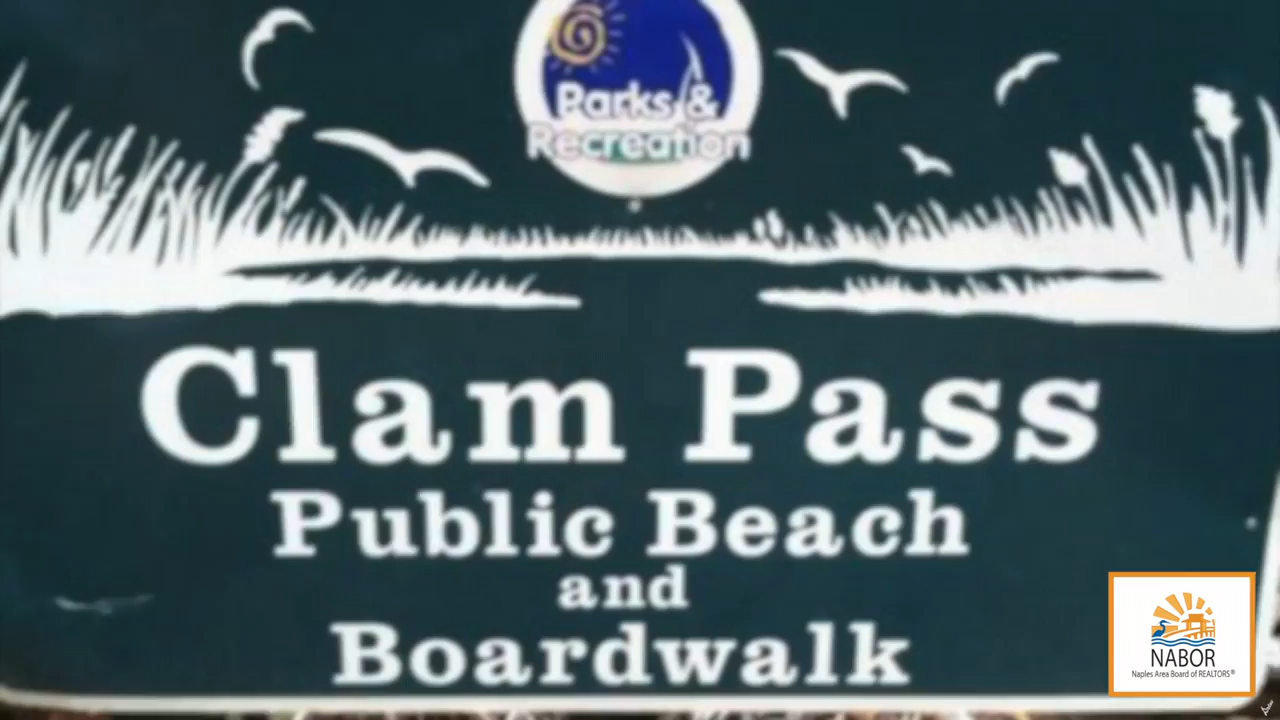 Parks &
Recreation
Clam Pass
Public Beach
and
Boardwalk
NABOR
Naples Area Board of REALTORS®